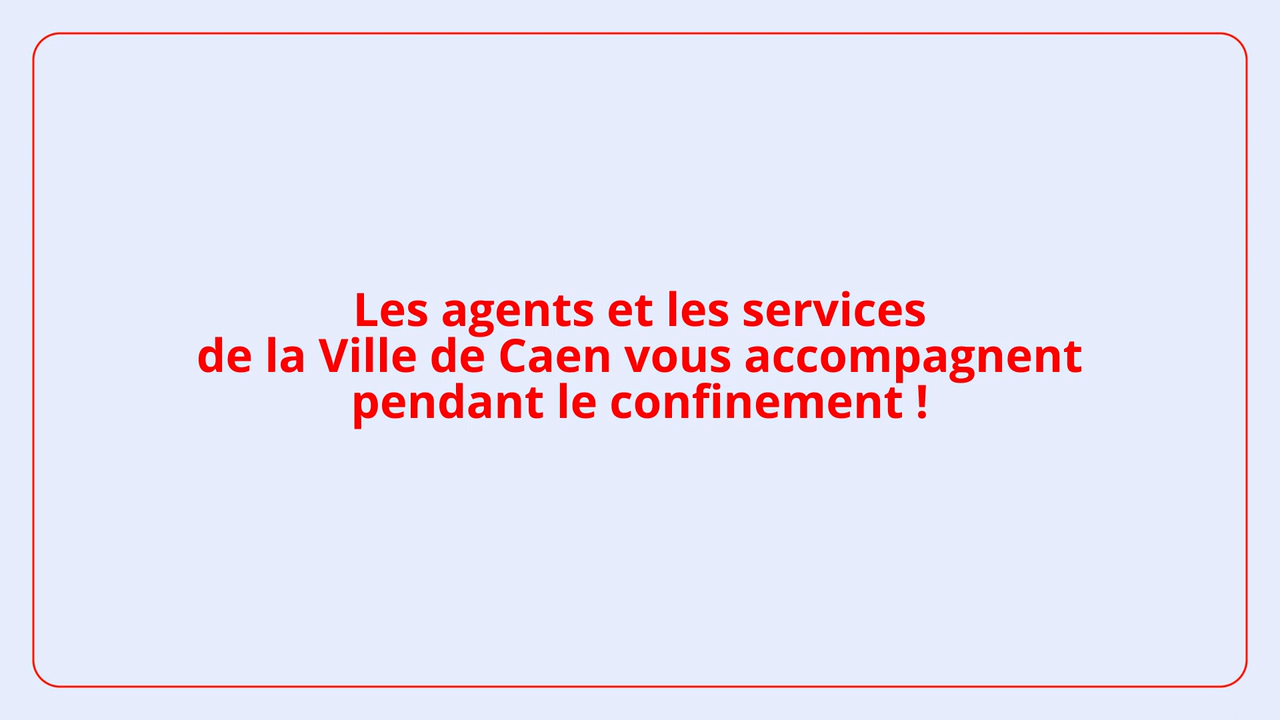 Les agents et les services
de la Ville de Caen vous accompagnent
pendant le confinement !